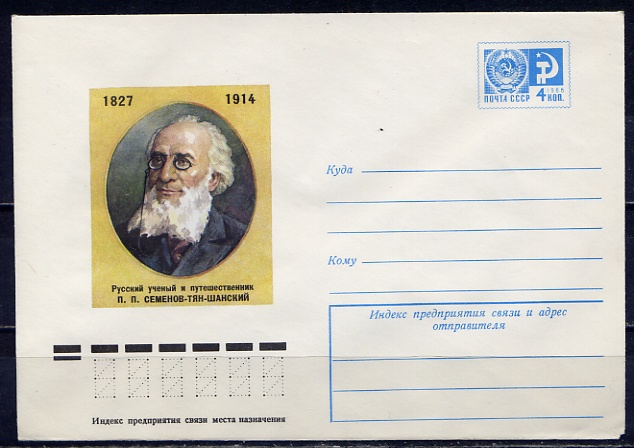 1827 1914
Русский ученый и путешественник
П. П. СЕМЕНОВ-ТЯН-ШАНСКИЙ
ПОЧТА СССР 4 КОП.
1966
Куда
Кому
Индекс предприятия связи и адрес
отправителя
Индекс предприятия связи места назначения